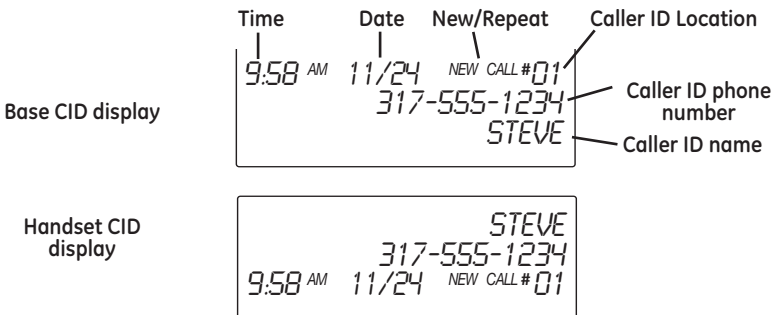 Time Date New/Repeat Caller ID Location
9:58 AM 11/24 NEW CALL #01
317-555-1234 Caller ID phone number
Base CID display
STEVE Caller ID name
Handset CID display
STEVE
317-555-1234
9:58 AM 11/24 NEW CALL #01